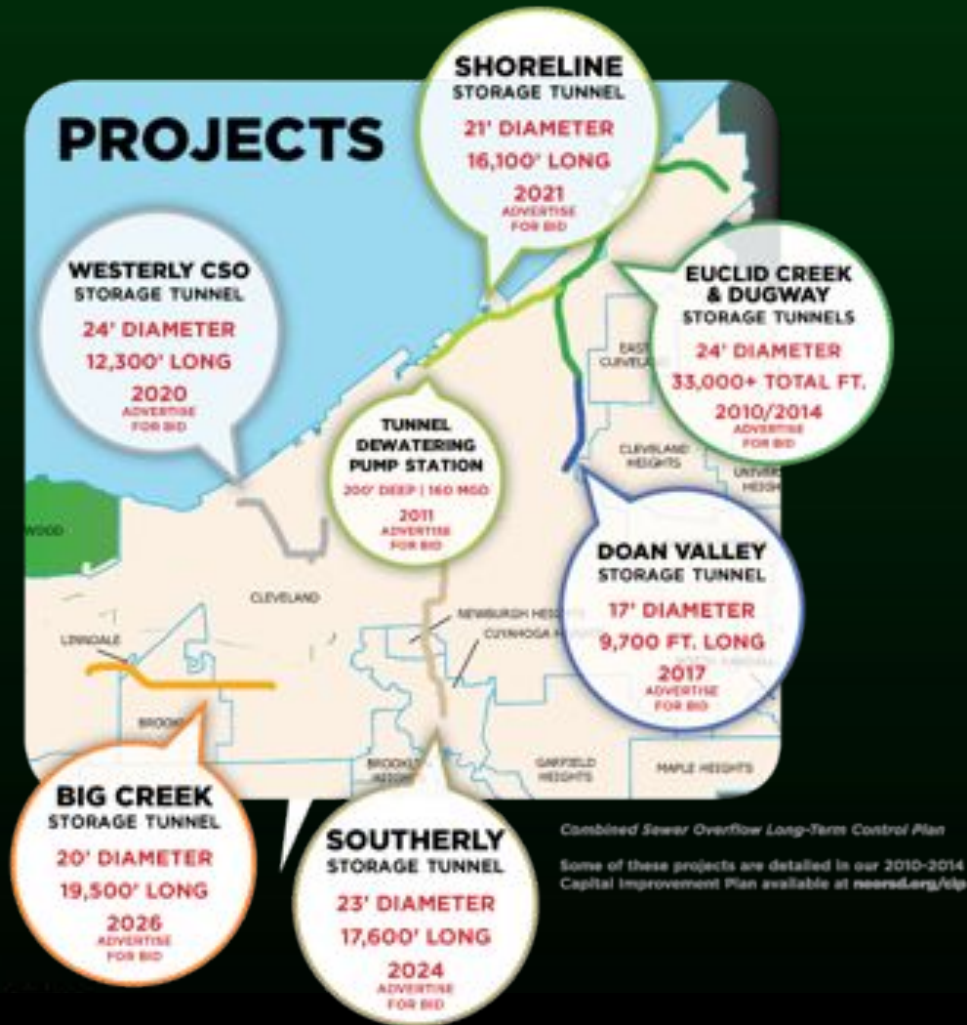 PROJECTS
SHORELINE
STORAGE TUNNEL
21' DIAMETER
16,100' LONG
2021
ADVERTISE
FOR BID
WESTERLY CSO
STORAGE TUNNEL
24' DIAMETER
12,300' LONG
2020
ADVERTISE
FOR BID
EUCLID CREEK
& DUGWAY
STORAGE TUNNELS
24' DIAMETER
33,000+ TOTAL FT.
2010/2014
ADVERTISE
FOR BID
EAST
TUNNEL
DEWATERING
PUMP STATION
200' DEEP | 160 MGD
2011
ADVERTISE
FOR BID
CLEVELAND
HEIGHTS
DOAN VALLEY
STORAGE TUNNEL
17' DIAMETER
9,700 FT. LONG
2017
ADVERTISE
FOR BID
WOOD
CLEVELAND
LINNDALE
NEWBURGH
CUYAHOGA
GARFIELD
HEIGHTS
MAPLE HEIGHTS
BIG CREEK
STORAGE TUNNEL
20' DIAMETER
19,500' LONG
2026
ADVERTISE
FOR BID
SOUTHERLY
STORAGE TUNNEL
23' DIAMETER
17,600' LONG
2024
ADVERTISE
FOR BID
Combined Sewer Overflow Long-Term Control Plan
Some of these projects are detailed in our 2010-2014
Capital Improvement Plan available at neorsd.org/cip